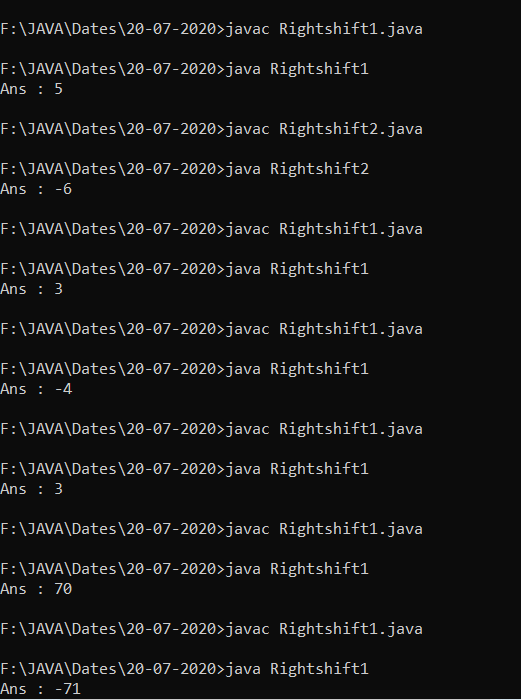 F:\JAVA\Dates\20-07-2020>javac Rightshift1.java
F:\JAVA\Dates\20-07-2020>java Rightshift1
Ans : 5
F:\JAVA\Dates\20-07-2020>javac Rightshift2.java
F:\JAVA\Dates\20-07-2020>java Rightshift2
Ans : -6
F:\JAVA\Dates\20-07-2020>javac Rightshift1.java
F:\JAVA\Dates\20-07-2020>java Rightshift1
Ans : 3
F:\JAVA\Dates\20-07-2020>javac Rightshift1.java
F:\JAVA\Dates\20-07-2020>java Rightshift1
Ans : -4
F:\JAVA\Dates\20-07-2020>javac Rightshift1.java
F:\JAVA\Dates\20-07-2020>java Rightshift1
Ans : 3
F:\JAVA\Dates\20-07-2020>javac Rightshift1.java
F:\JAVA\Dates\20-07-2020>java Rightshift1
Ans : 70
F:\JAVA\Dates\20-07-2020>javac Rightshift1.java
F:\JAVA\Dates\20-07-2020>java Rightshift1
Ans : -71